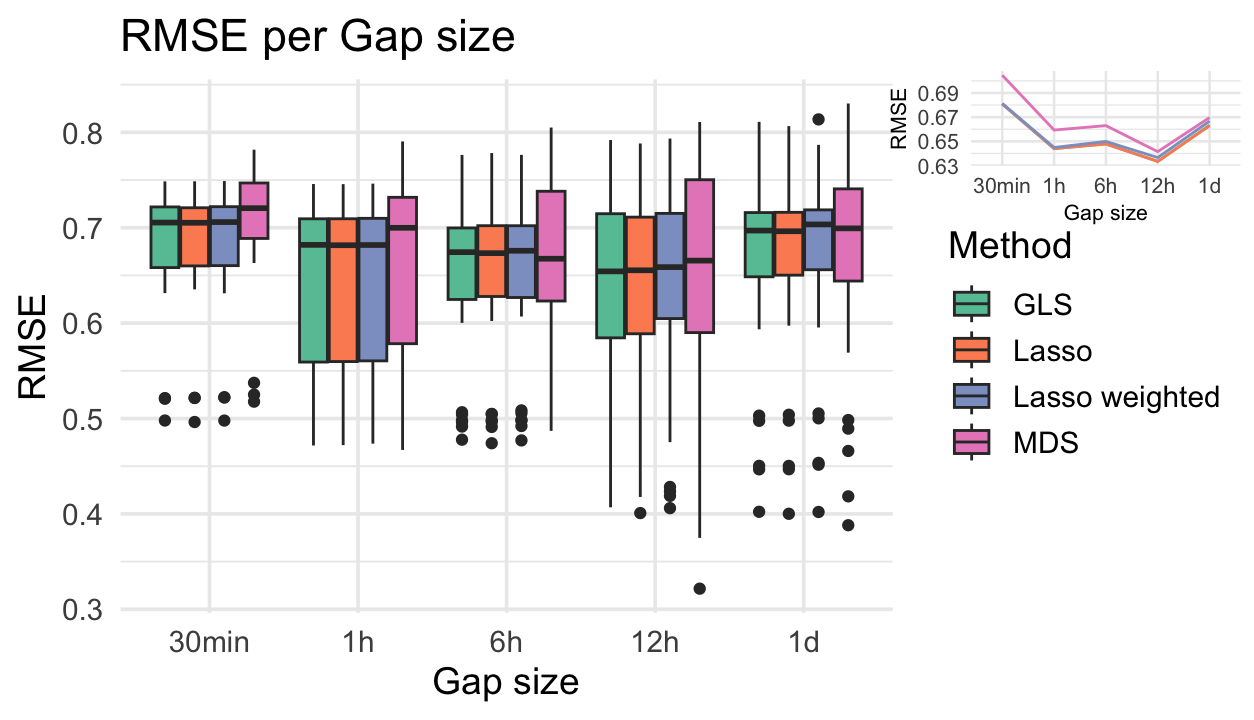 RMSE per Gap size
RMSE
0.8
0.7
0.6
0.5
0.4
0.3
30min 1h 6h 12h 1d
Gap size
RMSE
0.69
0.67
0.65
0.63
30min 1h 6h 12h 1d
Gap size
Method
GLS
Lasso
Lasso weighted
MDS